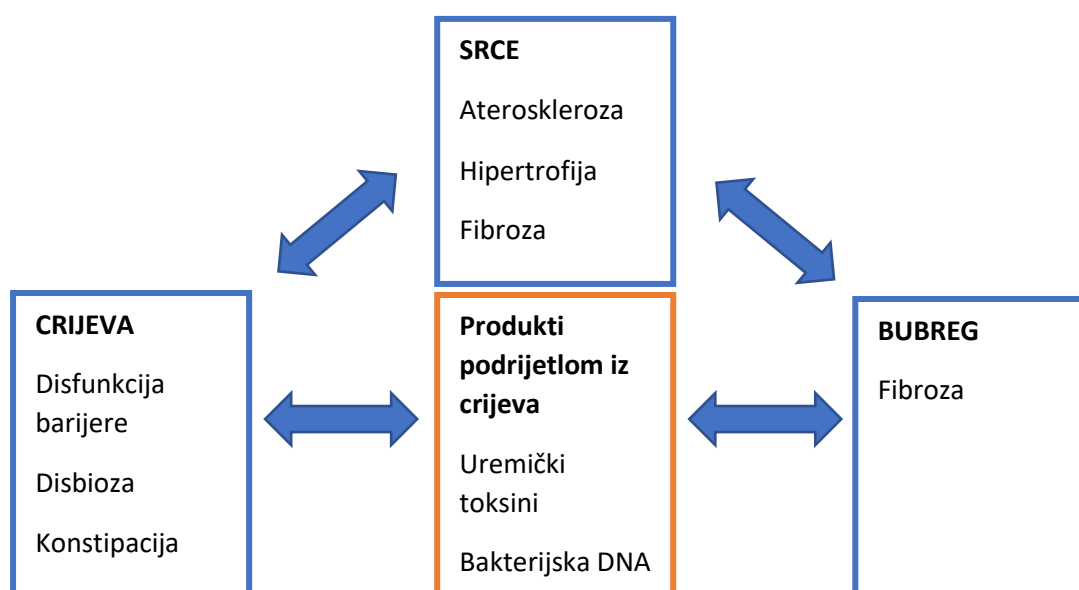 SRCE
Ateroskleroza
Hipertrofija
Fibroza
CRIJEVA
Disfunkcija
barijere
Disbioza
Konstipacija
Produkti
podrijetlom iz
crijeva
Uremički
toksini
Bakterijska DNA
BUBREG
Fibroza